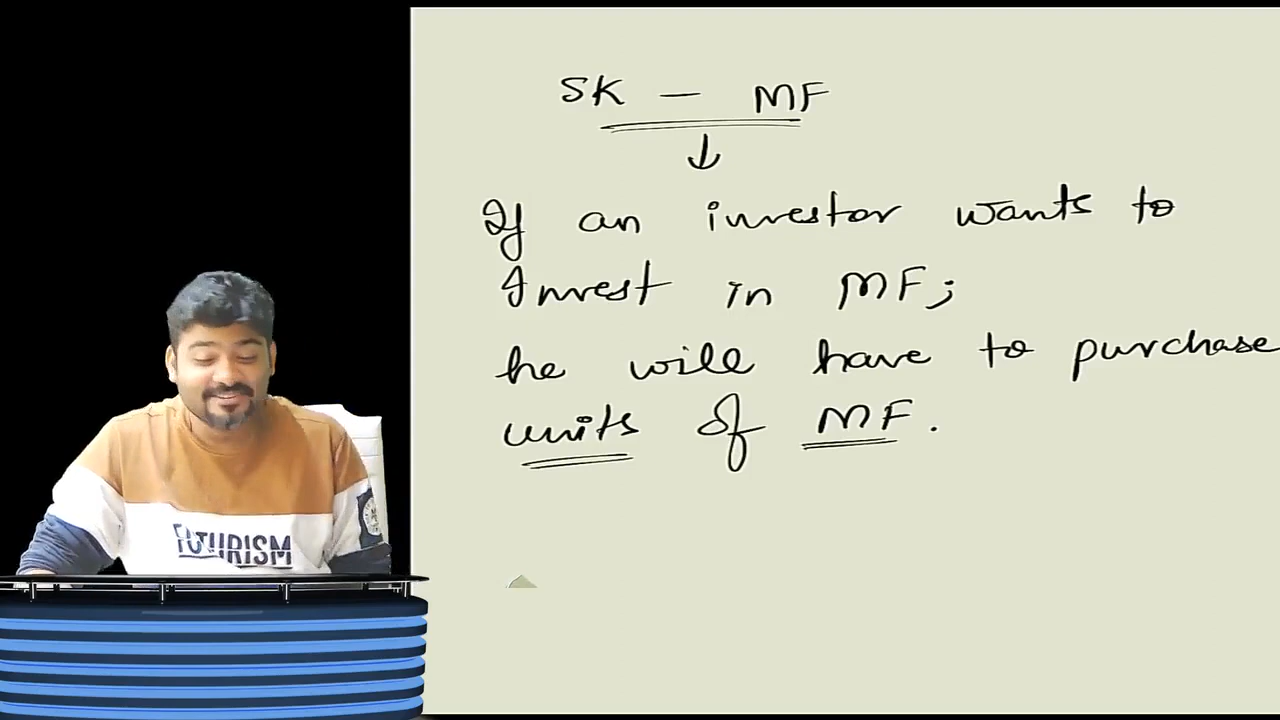 SK - MF
If an investor wants to
Invest in MF;
he will have to purchase
units of MF.
FUTURISM